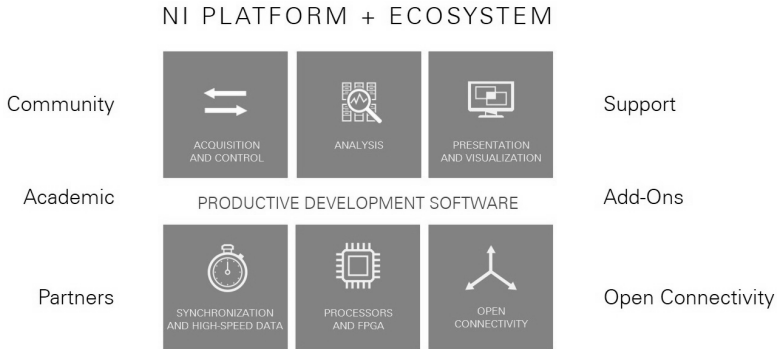 NI PLATFORM + ECOSYSTEM
Community
ACQUISITION
AND CONTROL
ANALYSIS
PRESENTATION
AND VISUALIZATION
Support
Academic
PRODUCTIVE DEVELOPMENT SOFTWARE
Add-Ons
Partners
SYNCHRONIZATION
AND HIGH-SPEED DATA
PROCESSORS
AND FPGA
OPEN
CONNECTIVITY
Open Connectivity